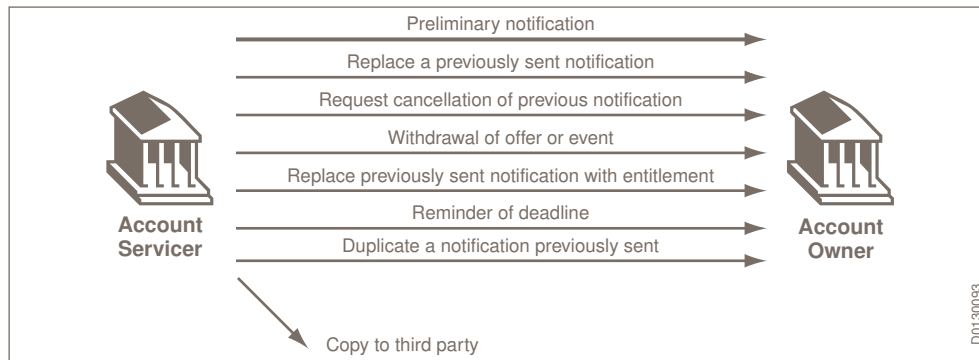 Preliminary notification
Replace a previously sent notification
Request cancellation of previous notification
Withdrawal of offer or event
Replace previously sent notification with entitlement
Reminder of deadline
Duplicate a notification previously sent
Account
Servicer
Account
Owner
Copy to third party
D0130093